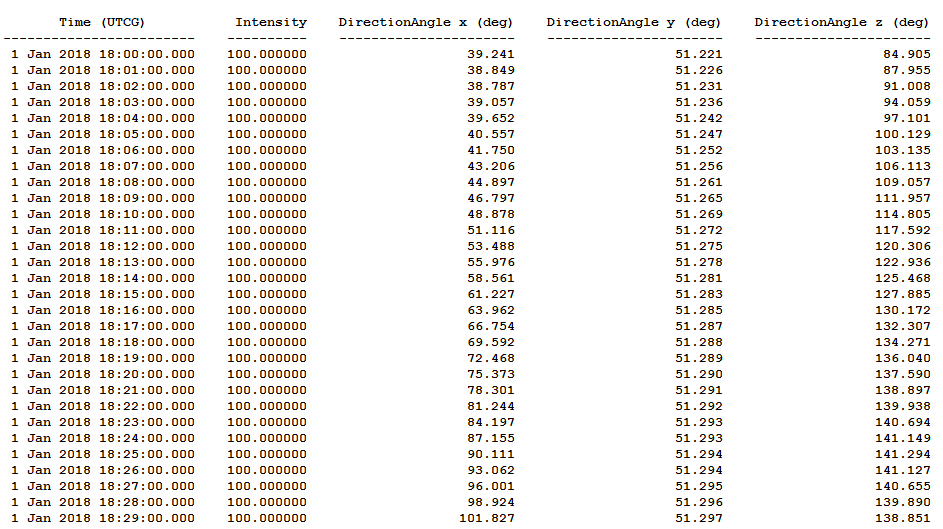 Time (UTCG) Intensity DirectionAngle x (deg) DirectionAngle y (deg) DirectionAngle z (deg)
------------------------ ---------- ---------------------- ---------------------- ----------------------
1 Jan 2018 18:00:00.000 100.000000 39.241 51.221 84.905
1 Jan 2018 18:01:00.000 100.000000 38.849 51.226 87.955
1 Jan 2018 18:02:00.000 100.000000 38.787 51.231 91.008
1 Jan 2018 18:03:00.000 100.000000 39.057 51.236 94.059
1 Jan 2018 18:04:00.000 100.000000 39.652 51.242 97.101
1 Jan 2018 18:05:00.000 100.000000 40.557 51.247 100.129
1 Jan 2018 18:06:00.000 100.000000 41.750 51.252 103.135
1 Jan 2018 18:07:00.000 100.000000 43.206 51.256 106.113
1 Jan 2018 18:08:00.000 100.000000 44.897 51.261 109.057
1 Jan 2018 18:09:00.000 100.000000 46.797 51.265 111.957
1 Jan 2018 18:10:00.000 100.000000 48.878 51.269 114.805
1 Jan 2018 18:11:00.000 100.000000 51.116 51.272 117.592
1 Jan 2018 18:12:00.000 100.000000 53.488 51.275 120.306
1 Jan 2018 18:13:00.000 100.000000 55.976 51.278 122.936
1 Jan 2018 18:14:00.000 100.000000 58.561 51.281 125.468
1 Jan 2018 18:15:00.000 100.000000 61.227 51.283 127.885
1 Jan 2018 18:16:00.000 100.000000 63.962 51.285 130.172
1 Jan 2018 18:17:00.000 100.000000 66.754 51.287 132.307
1 Jan 2018 18:18:00.000 100.000000 69.592 51.288 134.271
1 Jan 2018 18:19:00.000 100.000000 72.468 51.289 136.040
1 Jan 2018 18:20:00.000 100.000000 75.373 51.290 137.590
1 Jan 2018 18:21:00.000 100.000000 78.301 51.291 138.897
1 Jan 2018 18:22:00.000 100.000000 81.244 51.292 139.938
1 Jan 2018 18:23:00.000 100.000000 84.197 51.293 140.694
1 Jan 2018 18:24:00.000 100.000000 87.155 51.293 141.149
1 Jan 2018 18:25:00.000 100.000000 90.111 51.294 141.294
1 Jan 2018 18:26:00.000 100.000000 93.062 51.294 141.127
1 Jan 2018 18:27:00.000 100.000000 96.001 51.295 140.655
1 Jan 2018 18:28:00.000 100.000000 98.924 51.296 139.890
1 Jan 2018 18:29:00.000 100.000000 101.827 51.297 138.851